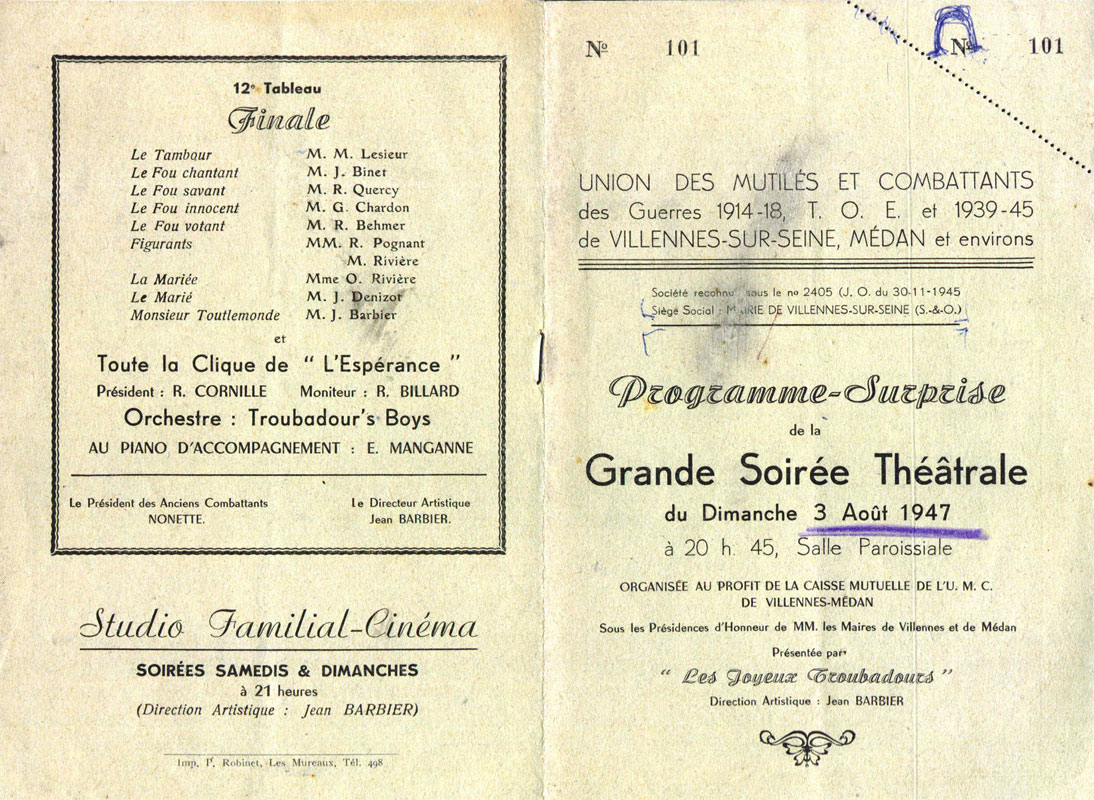 12e Tableau
Finale
Le Tambour M. M. Lesieur
Le Fou chantant M. J. Binet
Le Fou savant M. R. Quercy
Le Fou innocent M. G. Chardon
Le Fou votant M. R. Behmer
Figurants MM. R. Pognant
M. Rivière
La Mariée Mme O. Rivière
Le Marié M. J. Denizot
Monsieur Toutlemonde M. J. Barbier
et
Toute la Clique de “ L'Espérance ”
Président : R. CORNILLE Moniteur : R. BILLARD
Orchestre : Troubadour's Boys
AU PIANO D'ACCOMPAGNEMENT : E. MANGANNE
Le Président des Anciens Combattants
NONETTE.
Le Directeur Artistique
Jean BARBIER.
Studio Familial-Cinéma
SOIRÉES SAMEDIS & DIMANCHES
à 21 heures
(Direction Artistique : Jean BARBIER)
Imp. Robinet, Les Mureaux, Tél. 498
No 101
No 101
UNION DES MUTILÉS ET COMBATTANTS
des Guerres 1914-18, T. O. E. et 1939-45
de VILLENNES-SUR-SEINE, MÉDAN et environs
Société reconnu sous le no 2405 (J. O. du 30-11-1945
Siège Social : MAIRIE DE VILLENNES-SUR-SEINE (S.-&-O.)
Programme-Surprise
de la
Grande Soirée Théâtrale
du Dimanche 3 Août 1947
à 20 h. 45, Salle Paroissiale
ORGANISÉE AU PROFIT DE LA CAISSE MUTUELLE DE L'U. M. C.
DE VILLENNES-MÉDAN
Sous les Présidences d'Honneur de MM. les Maires de Villennes et de Médan
Présentée par
“ Les Joyeux Troubadours ”
Direction Artistique : Jean BARBIER